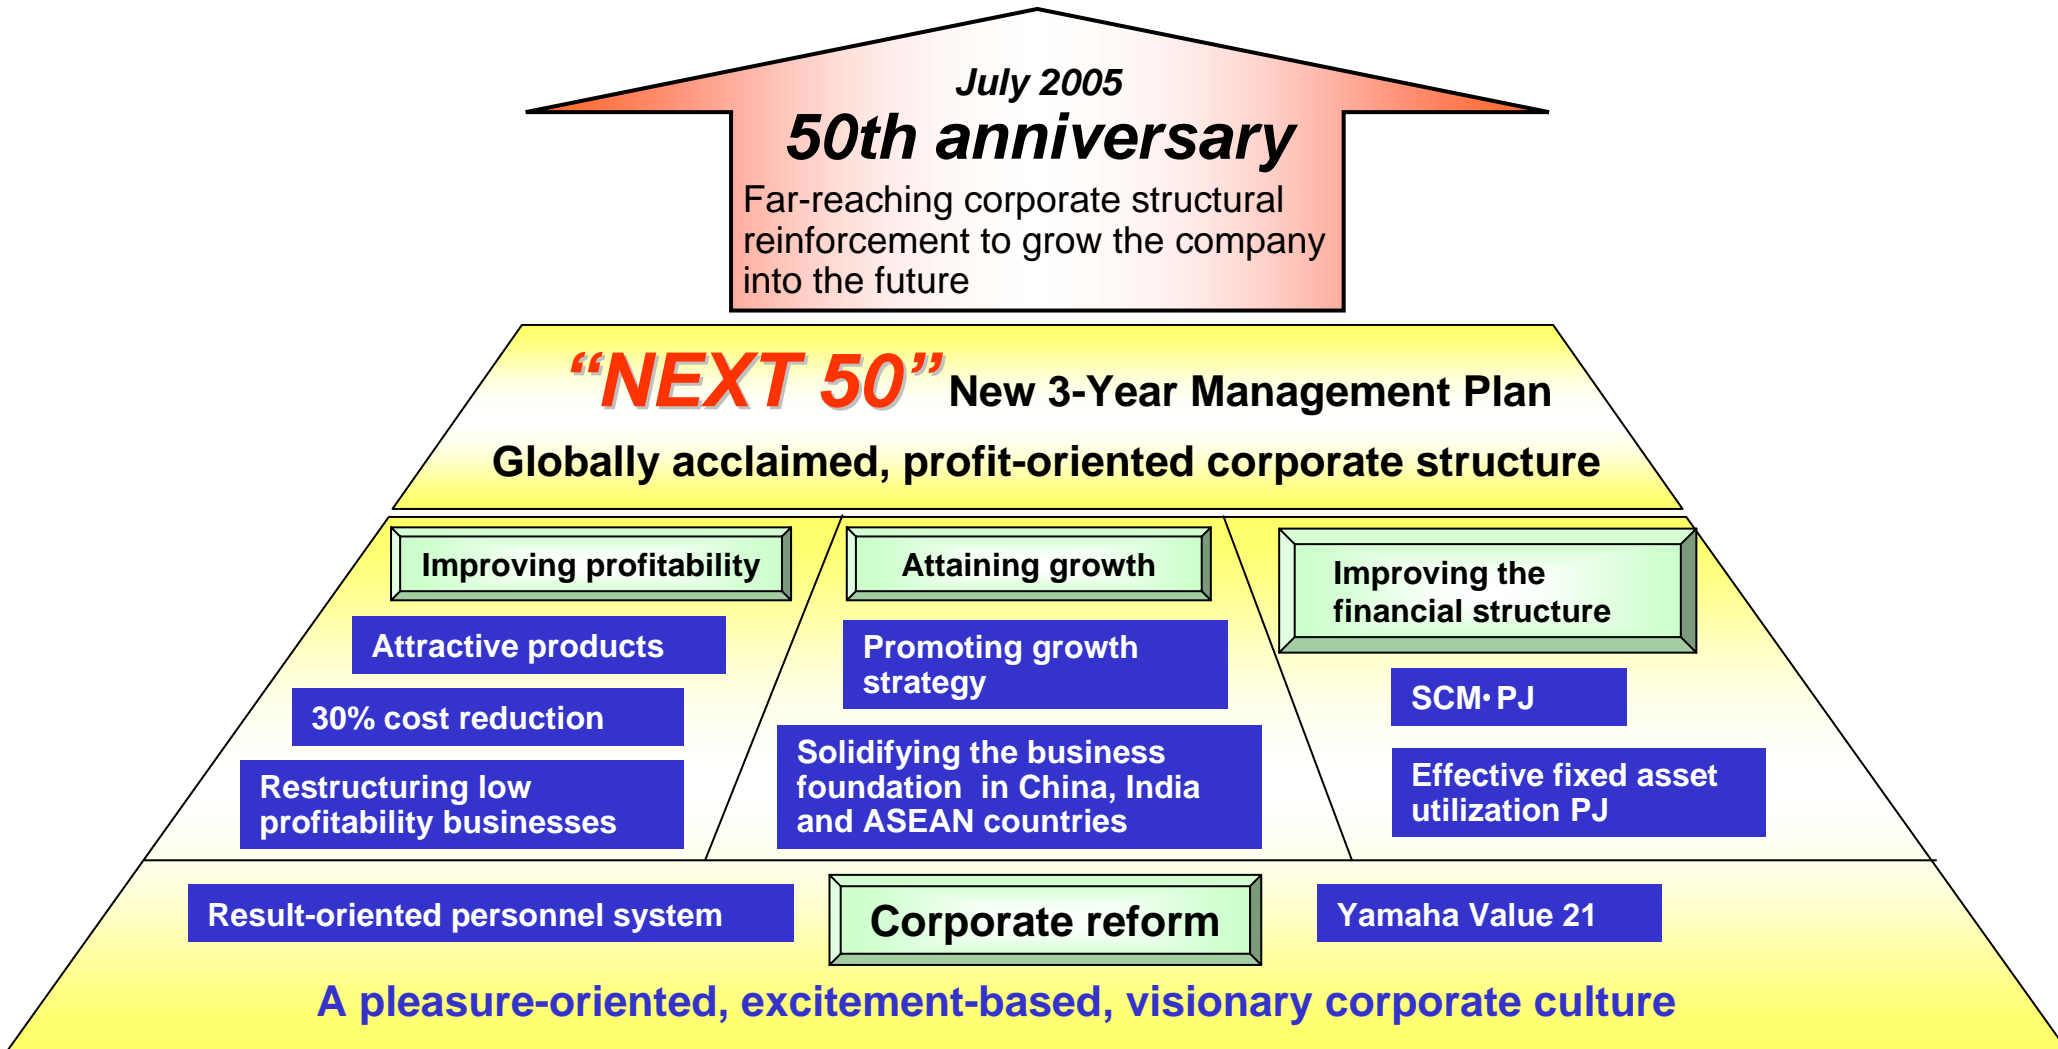 July 2005
50th anniversary
Far-reaching corporate structural
reinforcement to grow the company
into the future
“NEXT 50” New 3-Year Management Plan
Globally acclaimed, profit-oriented corporate structure
Improving profitability
Attractive products
30% cost reduction
Restructuring low
profitability businesses
Attaining growth
Promoting growth
strategy
Solidifying the business
foundation in China, India
and ASEAN countries
Improving the
financial structure
SCM・PJ
Effective fixed asset
utilization PJ
Result-oriented personnel system
Corporate reform
Yamaha Value 21
A pleasure-oriented, excitement-based, visionary corporate culture